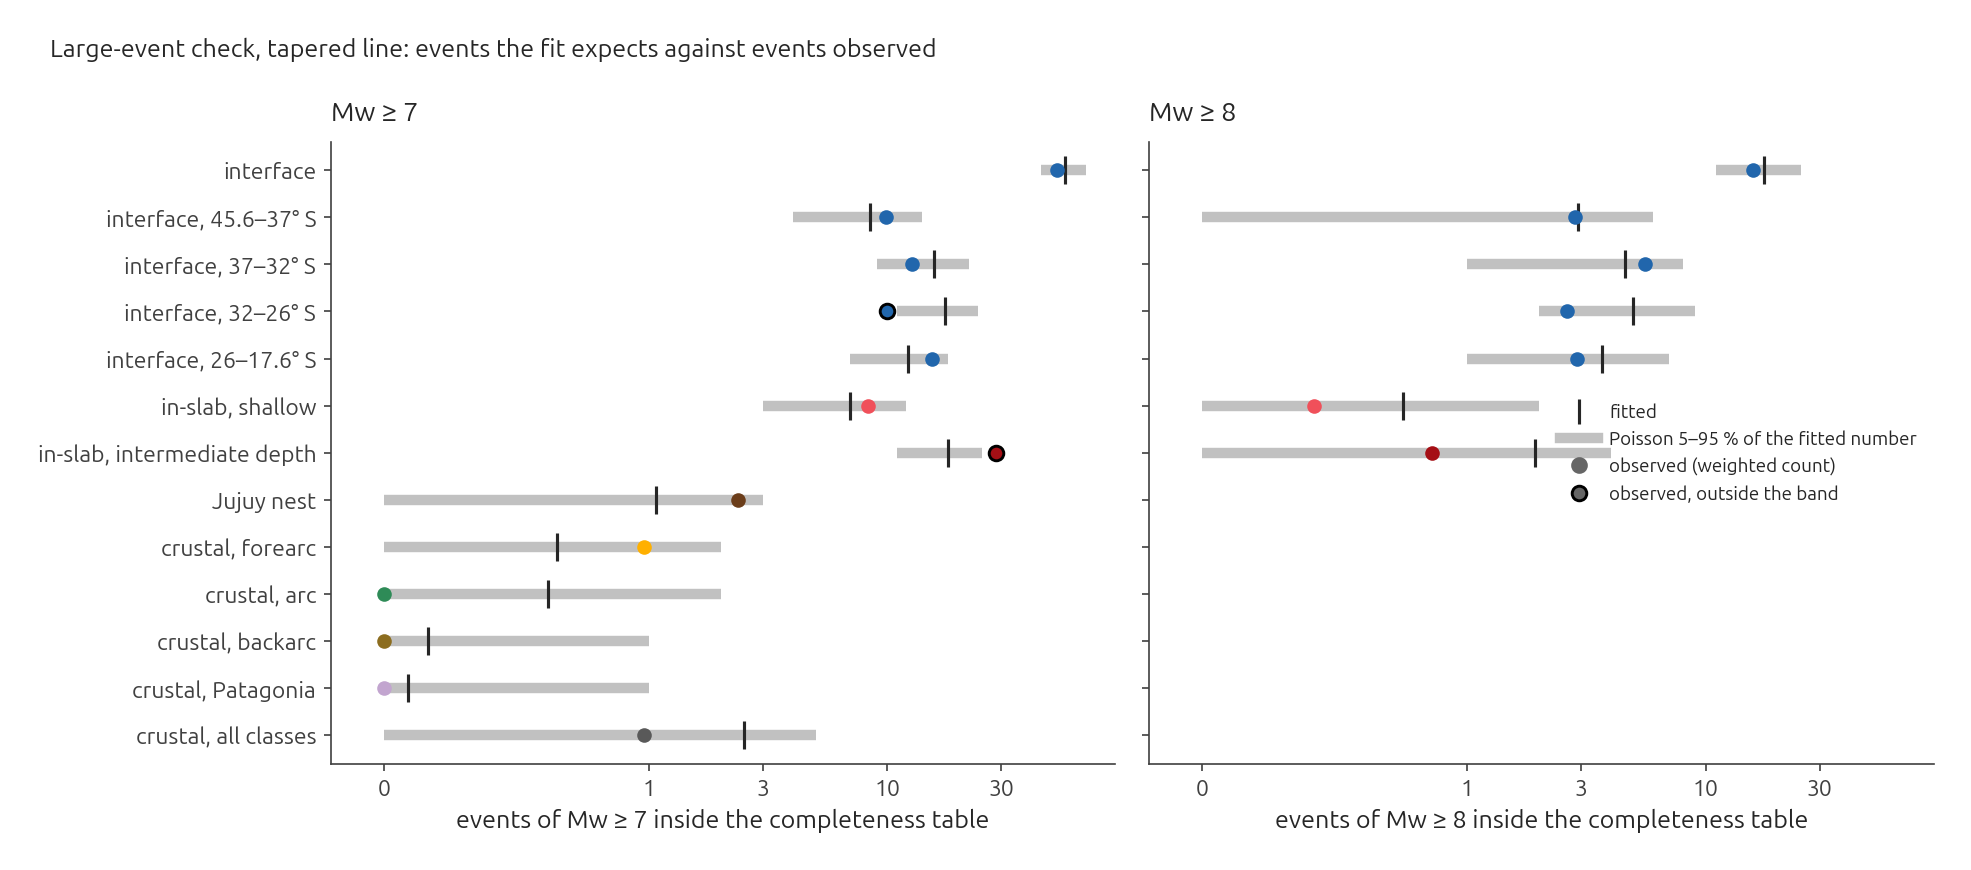 Large-event check, tapered line: events the fit expects against events observed
Mw ≥ 7
Mw ≥ 8
interface
interface, 45.6–37° S
interface, 37–32° S
interface, 32–26° S
interface, 26–17.6° S
in-slab, shallow
in-slab, intermediate depth
Jujuy nest
crustal, forearc
crustal, arc
crustal, backarc
crustal, Patagonia
crustal, all classes
fitted
Poisson 5–95 % of the fitted number
observed (weighted count)
observed, outside the band
0 1 3 10 30
0 1 3 10 30
events of Mw ≥ 7 inside the completeness table
events of Mw ≥ 8 inside the completeness table